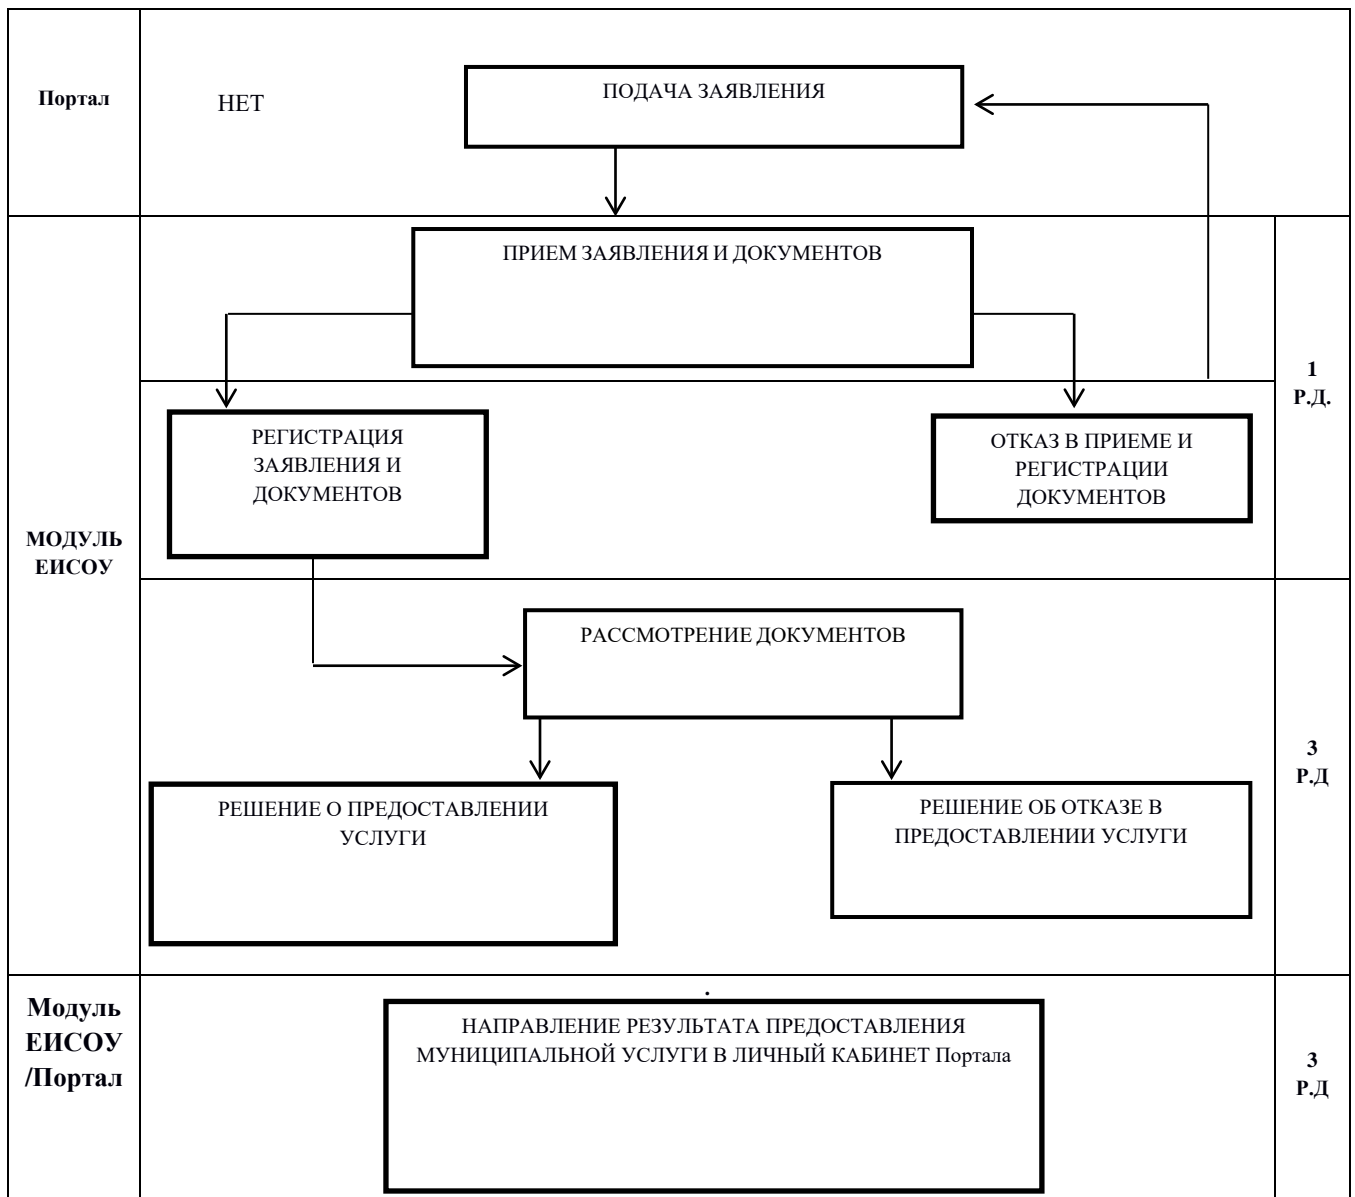 Портал
НЕТ
ПОДАЧА ЗАЯВЛЕНИЯ
ПРИЕМ ЗАЯВЛЕНИЯ И ДОКУМЕНТОВ
1
Р.Д.
РЕГИСТРАЦИЯ
ЗАЯВЛЕНИЯ И
ДОКУМЕНТОВ
ОТКАЗ В ПРИЕМЕ И
РЕГИСТРАЦИИ
ДОКУМЕНТОВ
МОДУЛЬ
ЕИСОУ
РАССМОТРЕНИЕ ДОКУМЕНТОВ
3
Р.Д
РЕШЕНИЕ О ПРЕДОСТАВЛЕНИИ
УСЛУГИ
РЕШЕНИЕ ОБ ОТКАЗЕ В
ПРЕДОСТАВЛЕНИИ УСЛУГИ
Модуль
ЕИСОУ
/Портал
.
НАПРАВЛЕНИЕ РЕЗУЛЬТАТА ПРЕДОСТАВЛЕНИЯ
МУНИЦИПАЛЬНОЙ УСЛУГИ В ЛИЧНЫЙ КАБИНЕТ Портала
3
Р.Д